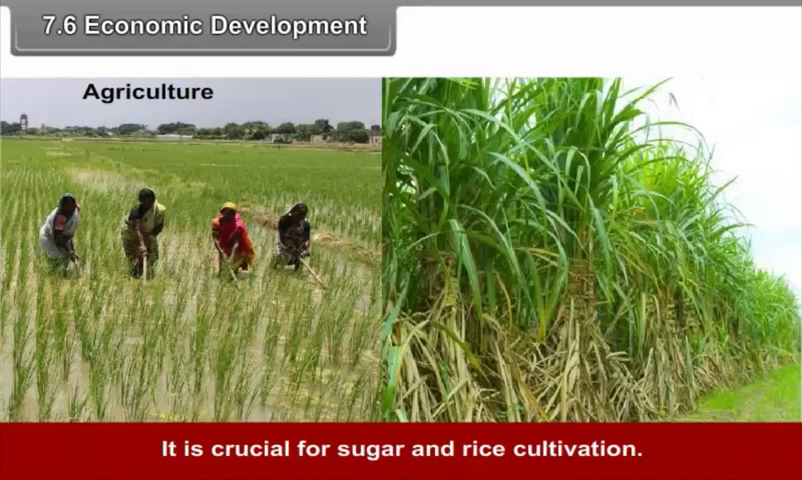 7.6 Economic Development
Agriculture
It is crucial for sugar and rice cultivation.